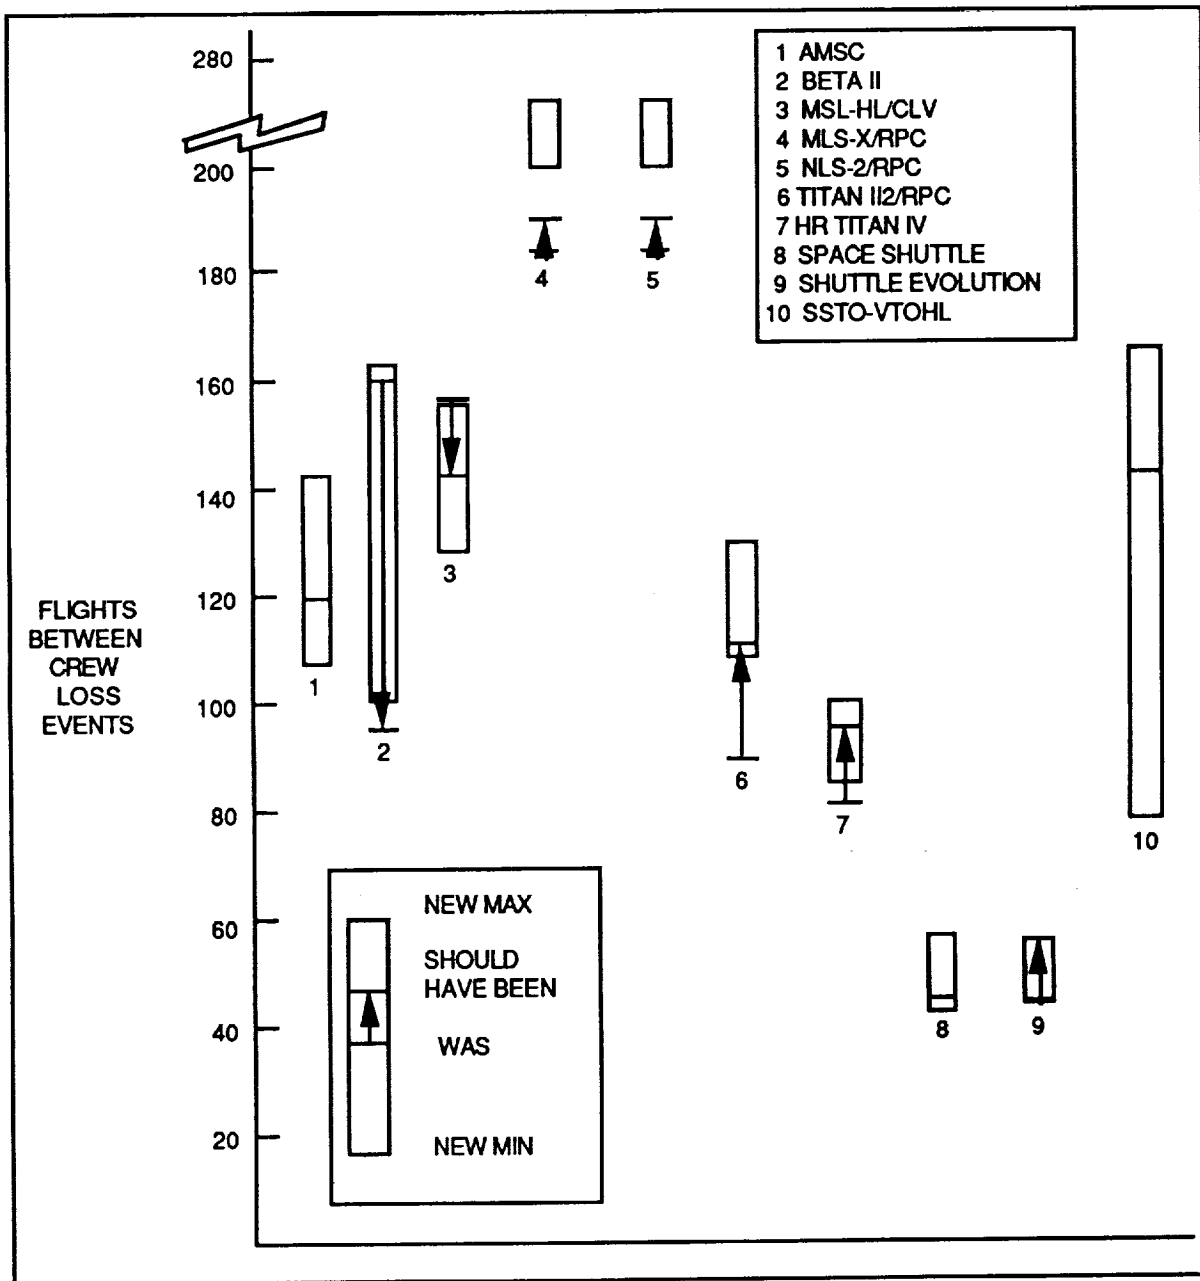 280
200
180
160
140
120
100
80
60
40
20
FLIGHTS
BETWEEN
CREW
LOSS
EVENTS
1 AMSC
2 BETA II
3 MSL-HL/CLV
4 MLS-X/RPC
5 NLS-2/RPC
6 TITAN II2/RPC
7 HR TITAN IV
8 SPACE SHUTTLE
9 SHUTTLE EVOLUTION
10 SSTO-VTOHL
4
5
3
1
2
6
7
10
8
9
NEW MAX
SHOULD
HAVE BEEN
WAS
NEW MIN